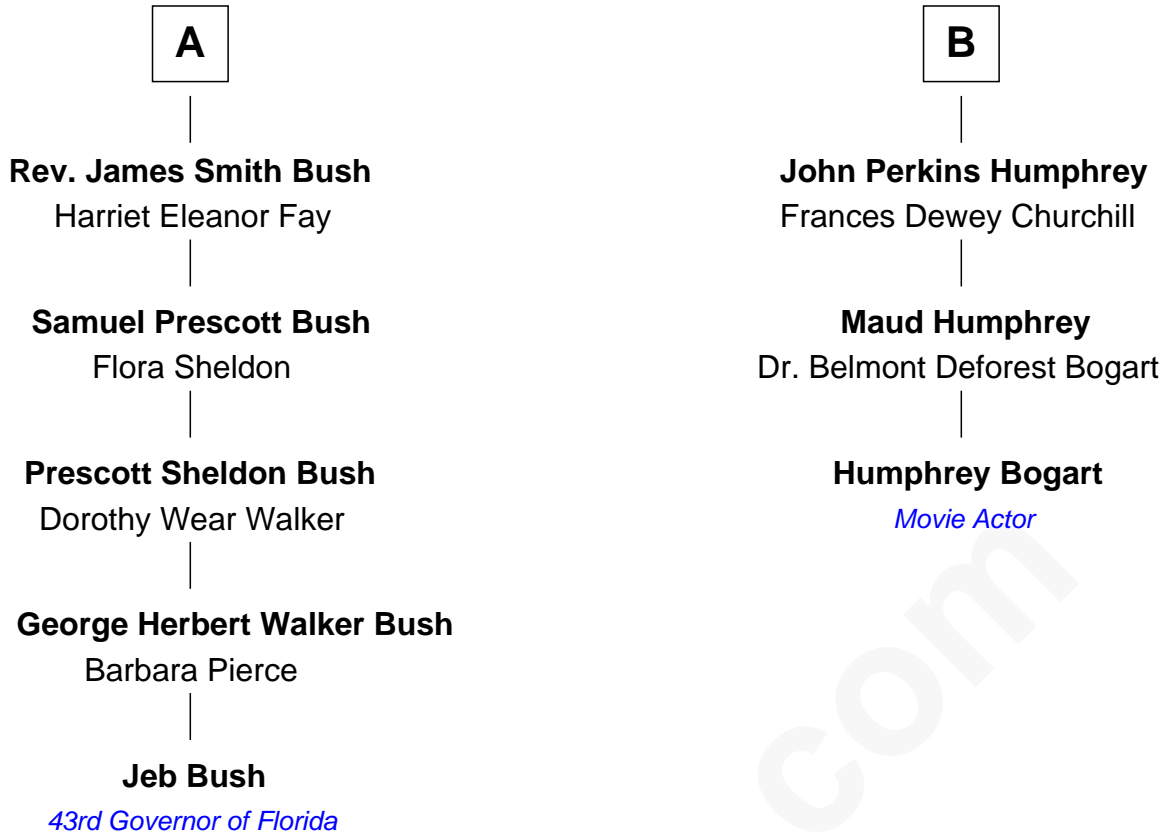 A
Rev. James Smith Bush
Harriet Eleanor Fay
Samuel Prescott Bush
Flora Sheldon
Prescott Sheldon Bush
Dorothy Wear Walker
George Herbert Walker Bush
Barbara Pierce
Jeb Bush
43rd Governor of Florida
B
John Perkins Humphrey
Frances Dewey Churchill
Maud Humphrey
Dr. Belmont Deforest Bogart
Humphrey Bogart
Movie Actor
com